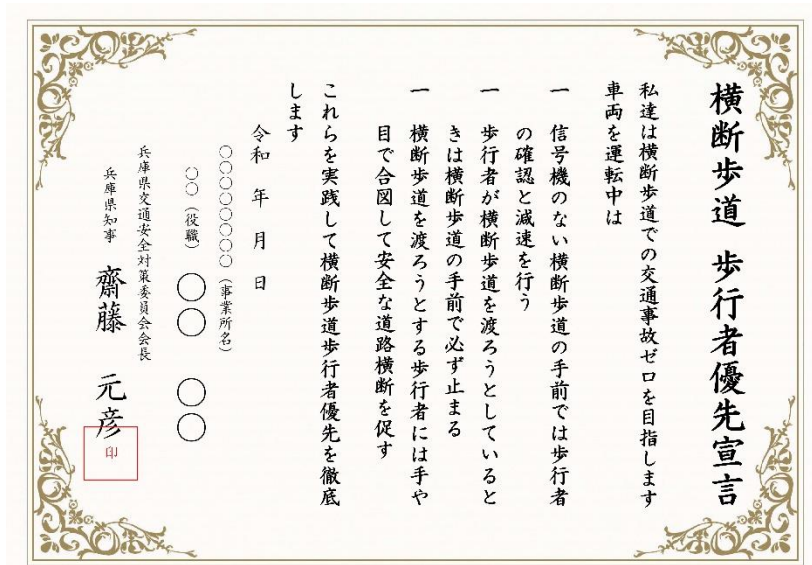 横断歩道 歩行者優先宣言
私達は横断歩道での交通事故ゼロを目指します
車両を運転中は
一 信号機のない横断歩道の手前では歩行者
の確認と減速を行う
一 歩行者が横断歩道を渡ろうとしていると
きは横断歩道の手前で必ず止まる
一 横断歩道を渡ろうとする歩行者には手や
目で合図して安全な道路横断を促す
これらを実践して横断歩道歩行者優先を徹底
します
令和 年 月 日
○○○○○○○○(事業所名)
○○(役職) ○○ ○○
兵庫県交通安全対策委員会会長
兵庫県知事 齋藤 元彦
印